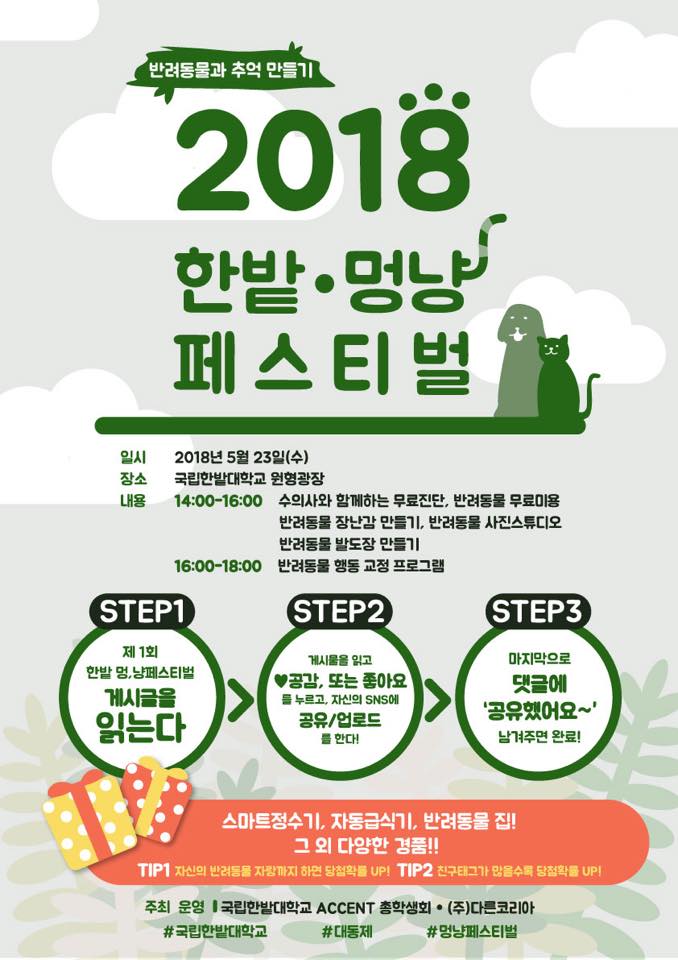 반려동물과 추억 만들기
2018
한밭•멍냥
페스티벌
일시 2018년 5월 23일(수)
장소 국립한밭대학교 원형광장
내용 14:00-16:00 수의사와 함께하는 무료진단, 반려동물 무료미용
반려동물 장난감 만들기, 반려동물 사진스튜디오
반려동물 발도장 만들기
16:00-18:00 반려동물 행동 교정 프로그램
STEP1
제 1회
한밭 멍,냥페스티벌
게시글을
읽는다
STEP2
게시물을 읽고
♥공감, 또는 좋아요
를 누르고, 자신의 SNS에
공유/업로드
를 한다!
STEP3
마지막으로
댓글에
‘공유했어요~’
남겨주면 완료!
스마트정수기, 자동급식기, 반려동물 집!
그 외 다양한 경품!!
TIP1 자신의 반려동물 자랑까지 하면 당첨확률 UP! TIP2 친구태그가 많을수록 당첨확률 UP!
주최 운영 | 국립한밭대학교 ACCENT 총학생회 • (주)다른코리아
#국립한밭대학교 #대동제 #멍냥페스티벌